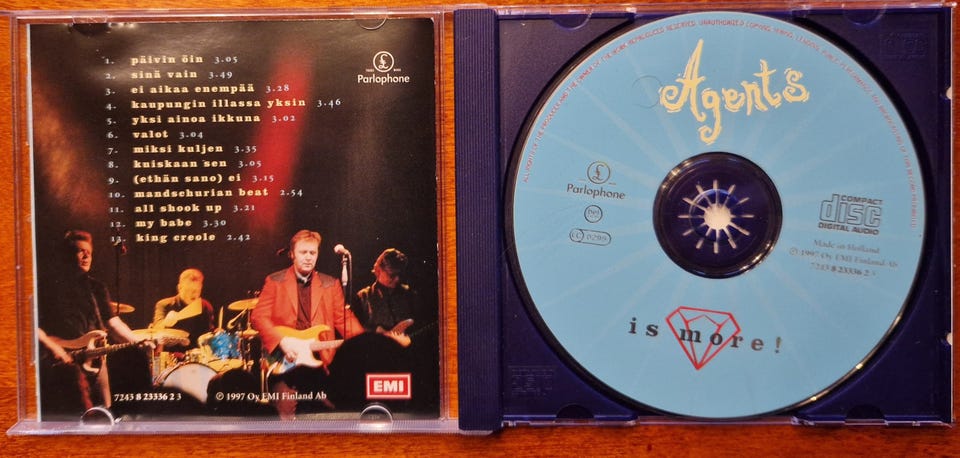 1. päivin öin 3.05
2. sinä vain 3.49
3. ei aikaa enempää 3.28
4. kaupungin illassa yksin 3.46
5. yksi ainoa ikkuna 3.02
6. valot 3.04
7. miksi kuljen 3.35
8. kuiskaan sen 3.05
9. (ethän sano) ei 3.15
10. mandschurian beat 2.54
11. all shook up 3.21
12. my babe 3.30
13. king creole 2.42
£
Parlophone
7243 8 23336 2 3
℗ 1997 Oy EMI Finland Ab
EMI
Agents
£
Parlophone
LC 0299
COMPACT
disc
DIGITAL AUDIO
Made in Holland
℗ 1997 Oy EMI Finland Ab
7243 8 23336 2 3
is more!